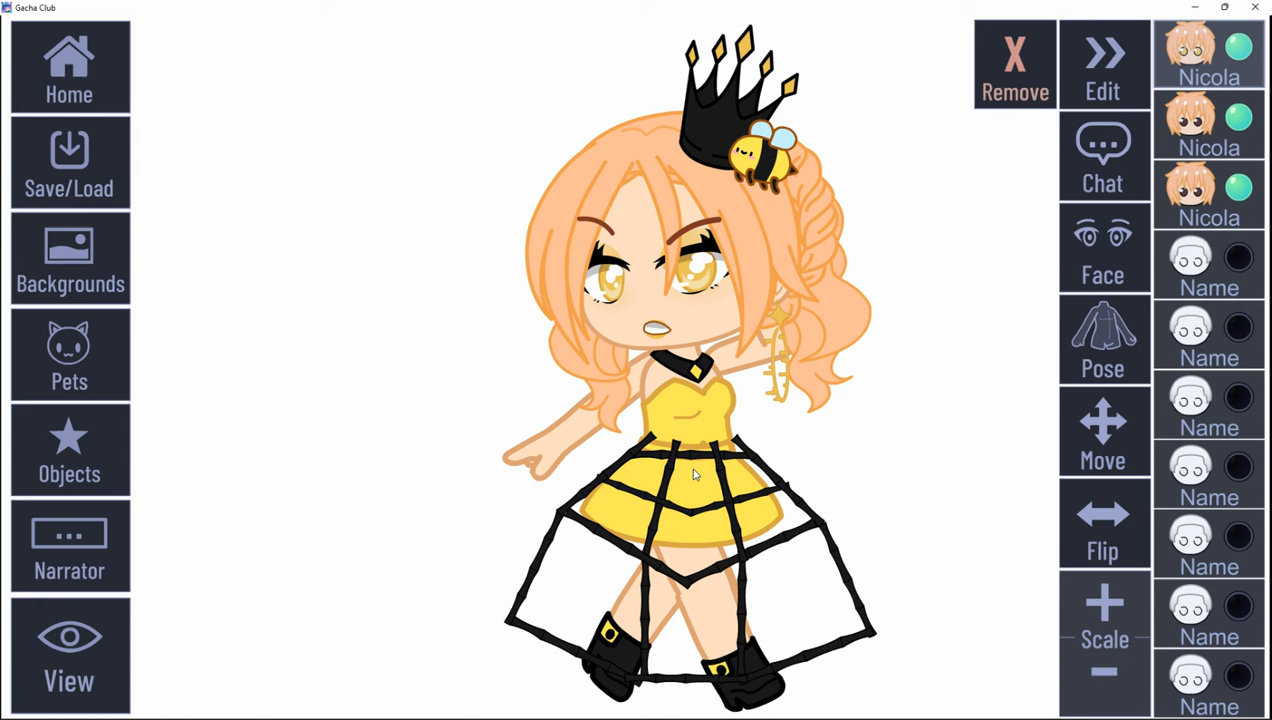 Gacha Club
Home
Save/Load
Backgrounds
Pets
Objects
...
Narrator
View
X
Remove
Edit
...
Chat
Face
Pose
Move
Flip
Scale
Nicola
Nicola
Nicola
Name
Name
Name
Name
Name
Name
Name